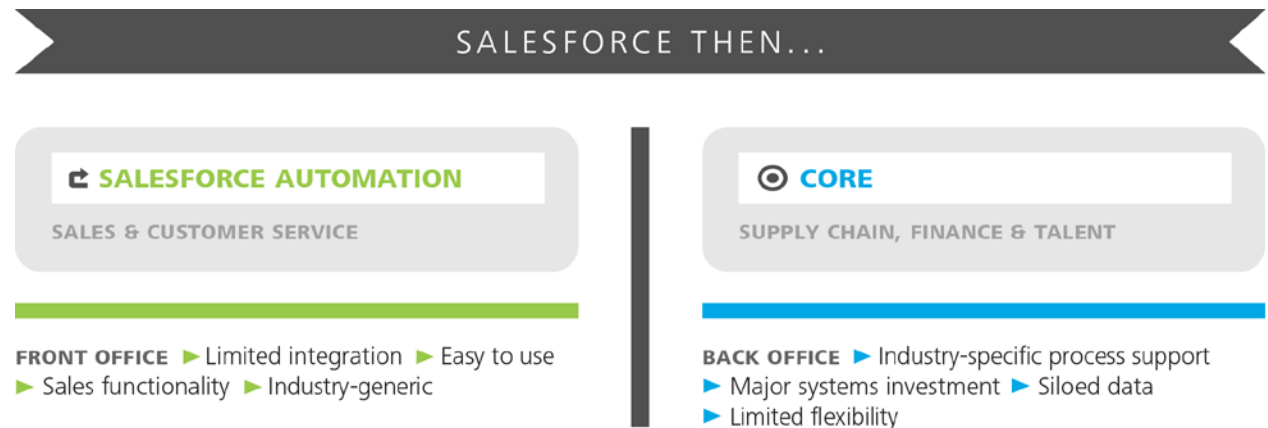 SALESFORCE THEN...
SALESFORCE AUTOMATION
SALES & CUSTOMER SERVICE
FRONT OFFICE ► Limited integration ► Easy to use
► Sales functionality ► Industry-generic
CORE
SUPPLY CHAIN, FINANCE & TALENT
BACK OFFICE ► Industry-specific process support
► Major systems investment ► Siloed data
► Limited flexibility